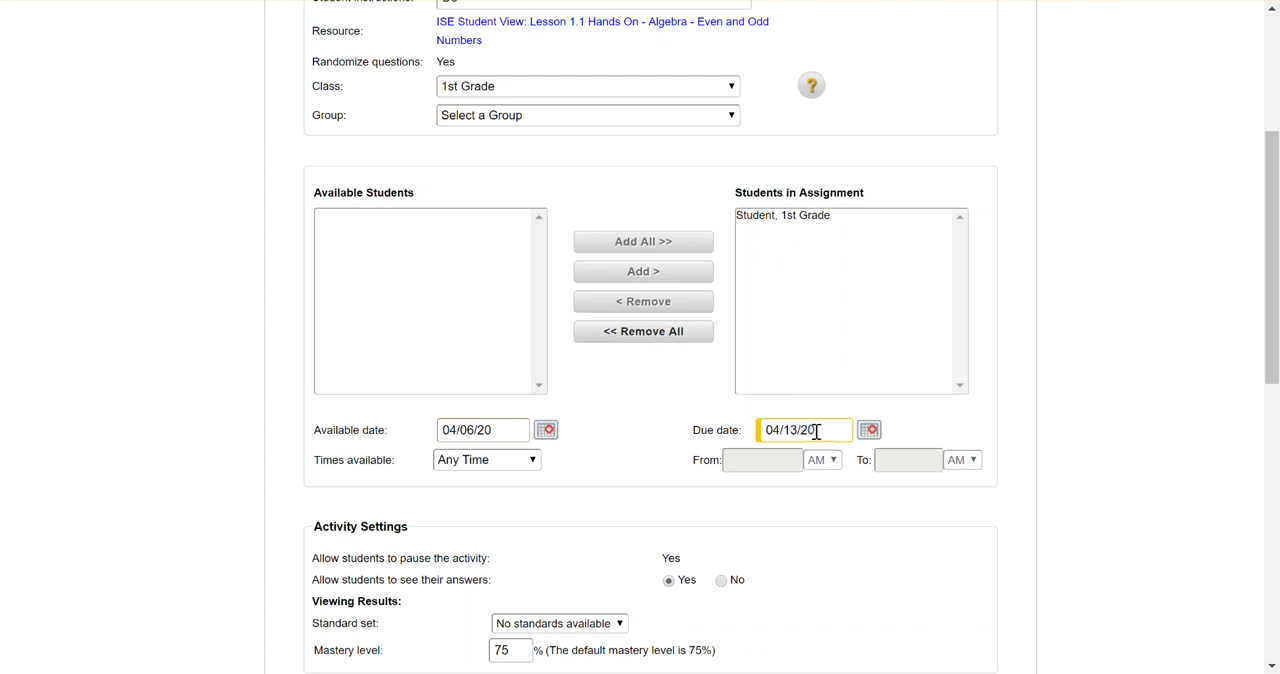 ISE Student View: Lesson 1.1 Hands On - Algebra - Even and Odd
Resource:
Numbers
Randomize questions: Yes
Class: 1st Grade
?
Group: Select a Group
Available Students
Students in Assignment
Student, 1st Grade
Add All >>
Add >
< Remove
<< Remove All
Available date: 04/06/20
Due date: 04/13/20
Times available: Any Time
From: AM To: AM
Activity Settings
Allow students to pause the activity: Yes
Allow students to see their answers: Yes No
Viewing Results:
Standard set: No standards available
Mastery level: 75 % (The default mastery level is 75%)